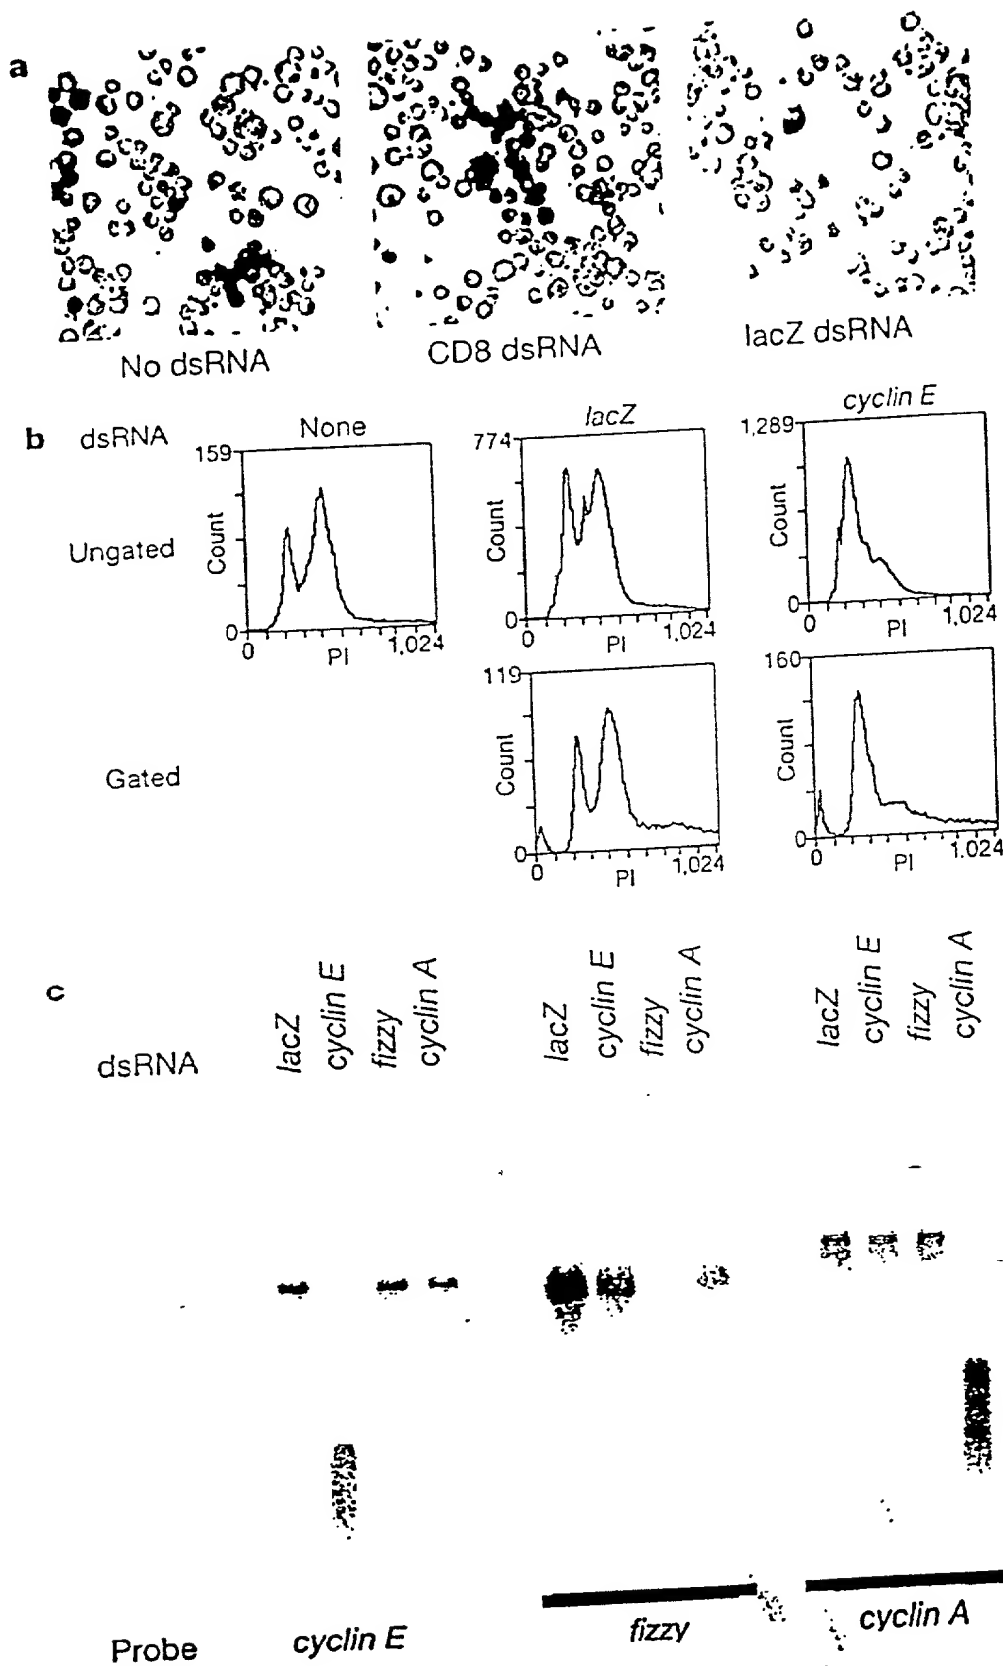 a
No dsRNA
CD8 dsRNA
lacZ dsRNA
b dsRNA None lacZ cyclin E
Ungated
159 Count 0 0 PI 1,024
774 Count 0 0 PI 1,024
1,289 Count 0 0 PI 1,024
Gated
119 Count 0 0 PI 1,024
160 Count 0 0 PI 1,024
c
dsRNA lacZ cyclin E fizzy cyclin A lacZ cyclin E fizzy cyclin A lacZ cyclin E fizzy cyclin A
Probe cyclin E fizzy cyclin A